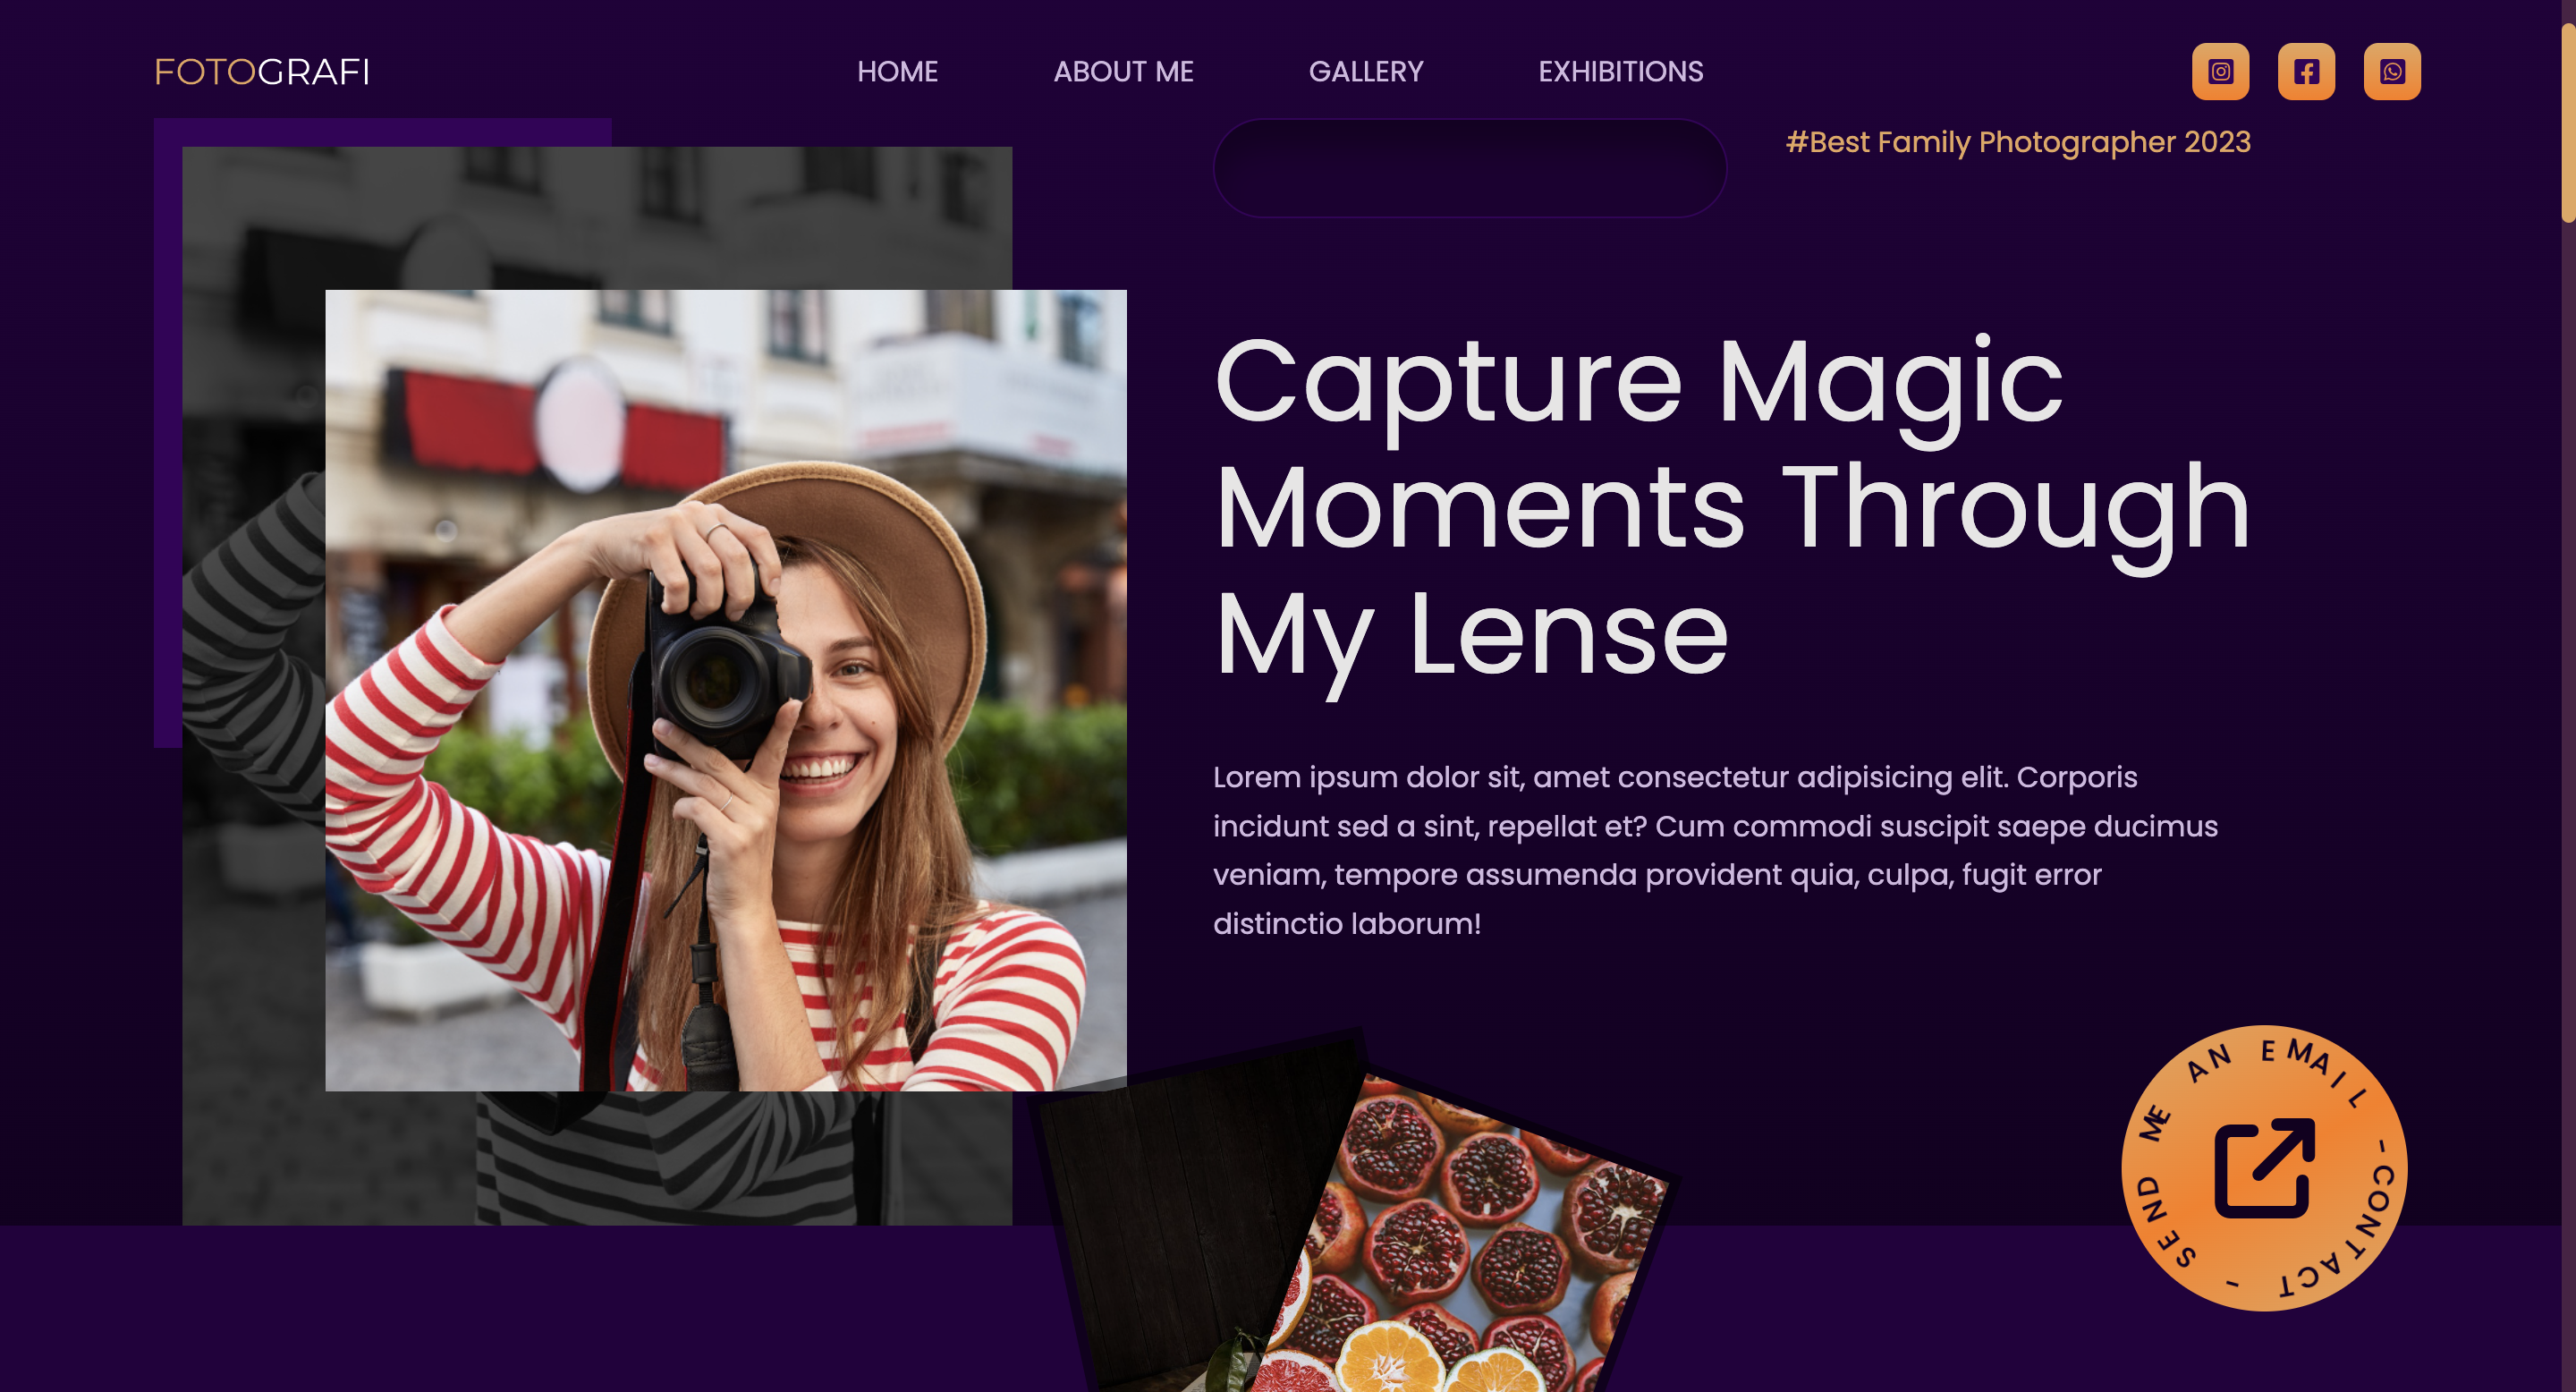 FOTOGRAFI
HOME
ABOUT ME
GALLERY
EXHIBITIONS
#Best Family Photographer 2023
Capture Magic
Moments Through
My Lense
Lorem ipsum dolor sit, amet consectetur adipisicing elit. Corporis
incidunt sed a sint, repellat et? Cum commodi suscipit saepe ducimus
veniam, tempore assumenda provident quia, culpa, fugit error
distinctio laborum!
SEND ME AN EMAIL -CONTACT -